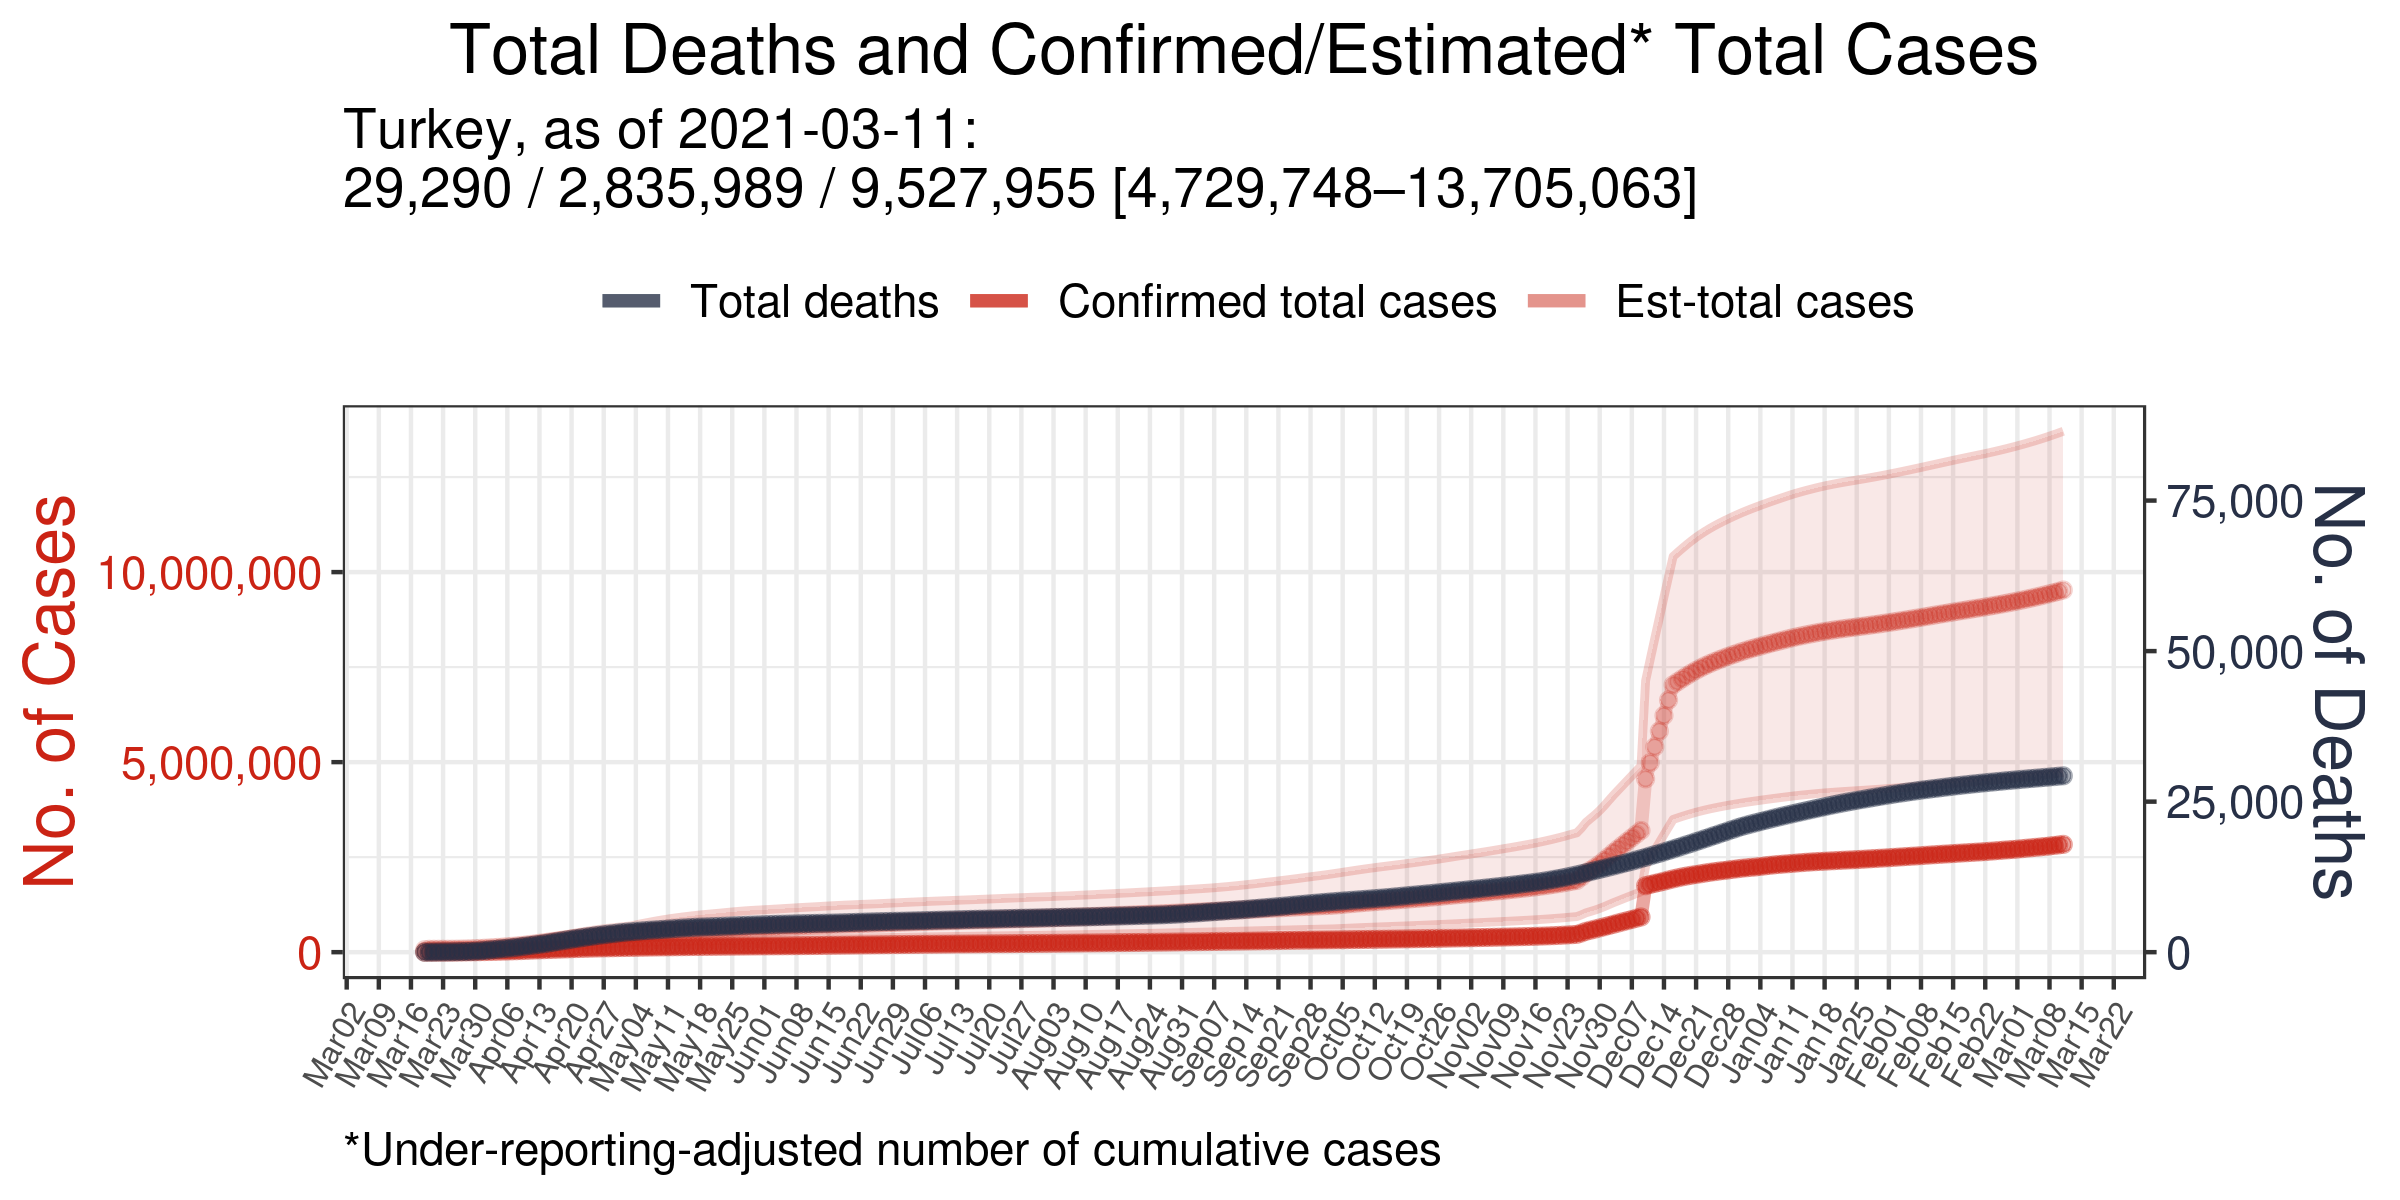 Total Deaths and Confirmed/Estimated* Total Cases
Turkey, as of 2021-03-11:
29,290 / 2,835,989 / 9,527,955 [4,729,748–13,705,063]
Total deaths
Confirmed total cases
Est-total cases
No. of Cases
10,000,000
5,000,000
0
75,000
50,000
25,000
0
No. of Deaths
Mar02
Mar09
Mar16
Mar23
Mar30
Apr06
Apr13
Apr20
Apr27
May04
May11
May18
May25
Jun01
Jun08
Jun15
Jun22
Jun29
Jul06
Jul13
Jul20
Jul27
Aug03
Aug10
Aug17
Aug24
Aug31
Sep07
Sep14
Sep21
Sep28
Oct05
Oct12
Oct19
Oct26
Nov02
Nov09
Nov16
Nov23
Nov30
Dec07
Dec14
Dec21
Dec28
Jan04
Jan11
Jan18
Jan25
Feb01
Feb08
Feb15
Feb22
Mar01
Mar08
Mar15
Mar22
*Under-reporting-adjusted number of cumulative cases